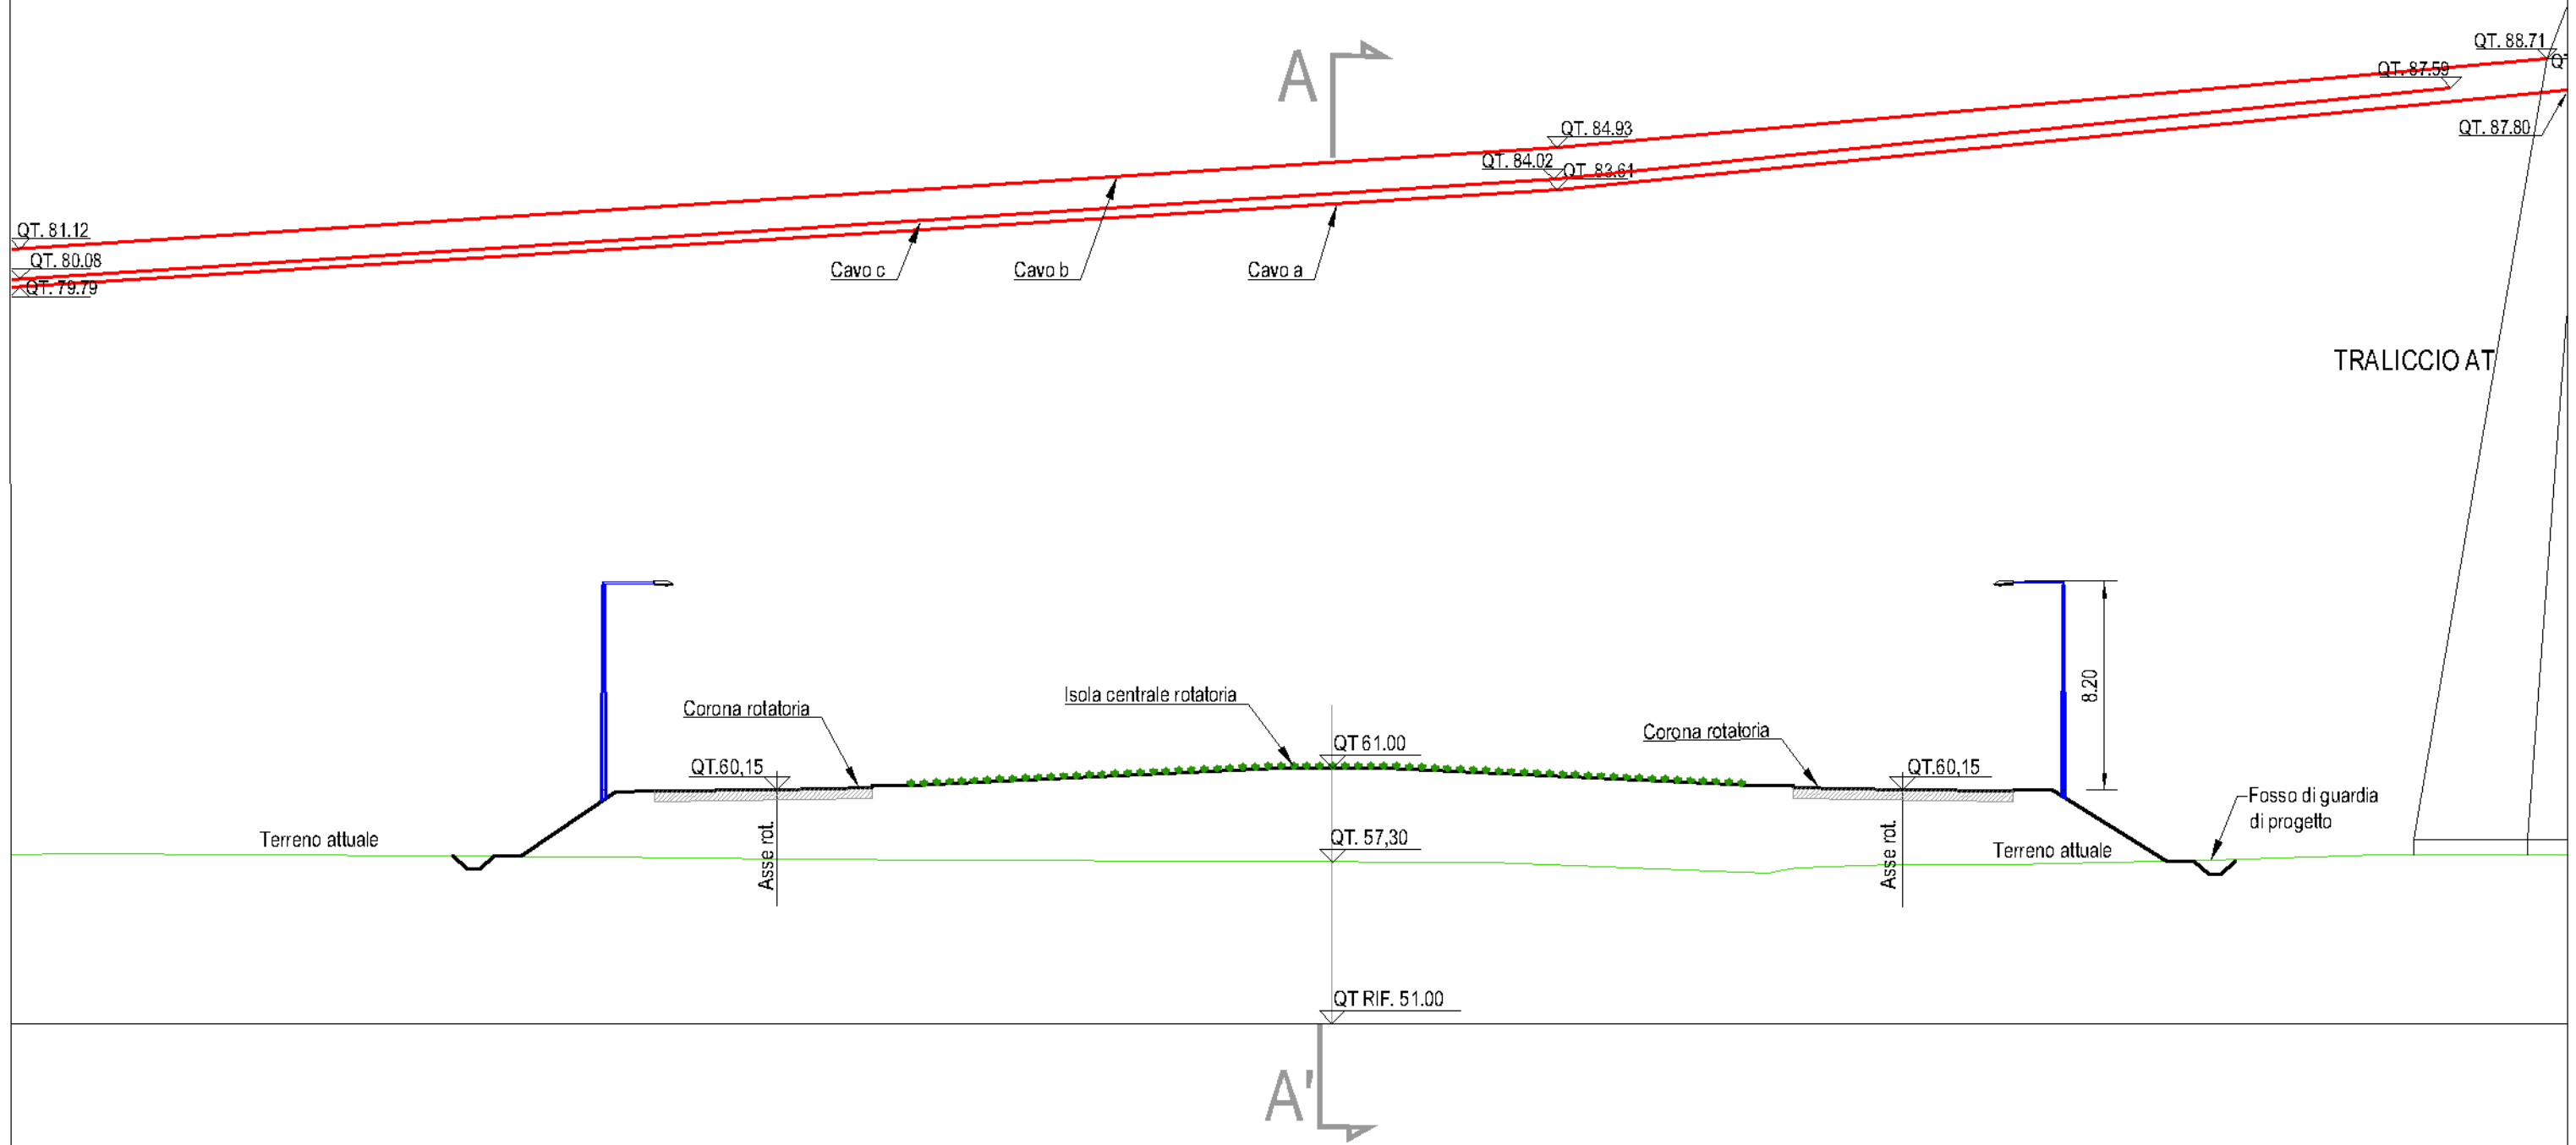 A
QT. 88.71
QT. 87.59
QT. 87.80
QT. 84.93
QT. 84.02
QT. 83.61
QT. 81.12
QT. 80.08
QT. 79.79
Cavo c
Cavo b
Cavo a
TRALICCIO AT
8.20
Isola centrale rotatoria
Corona rotatoria
Corona rotatoria
QT 61.00
QT.60,15
QT.60,15
Fosso di guardia
di progetto
Terreno attuale
Asse rot.
QT. 57,30
Asse rot.
Terreno attuale
QT RIF. 51.00
A'